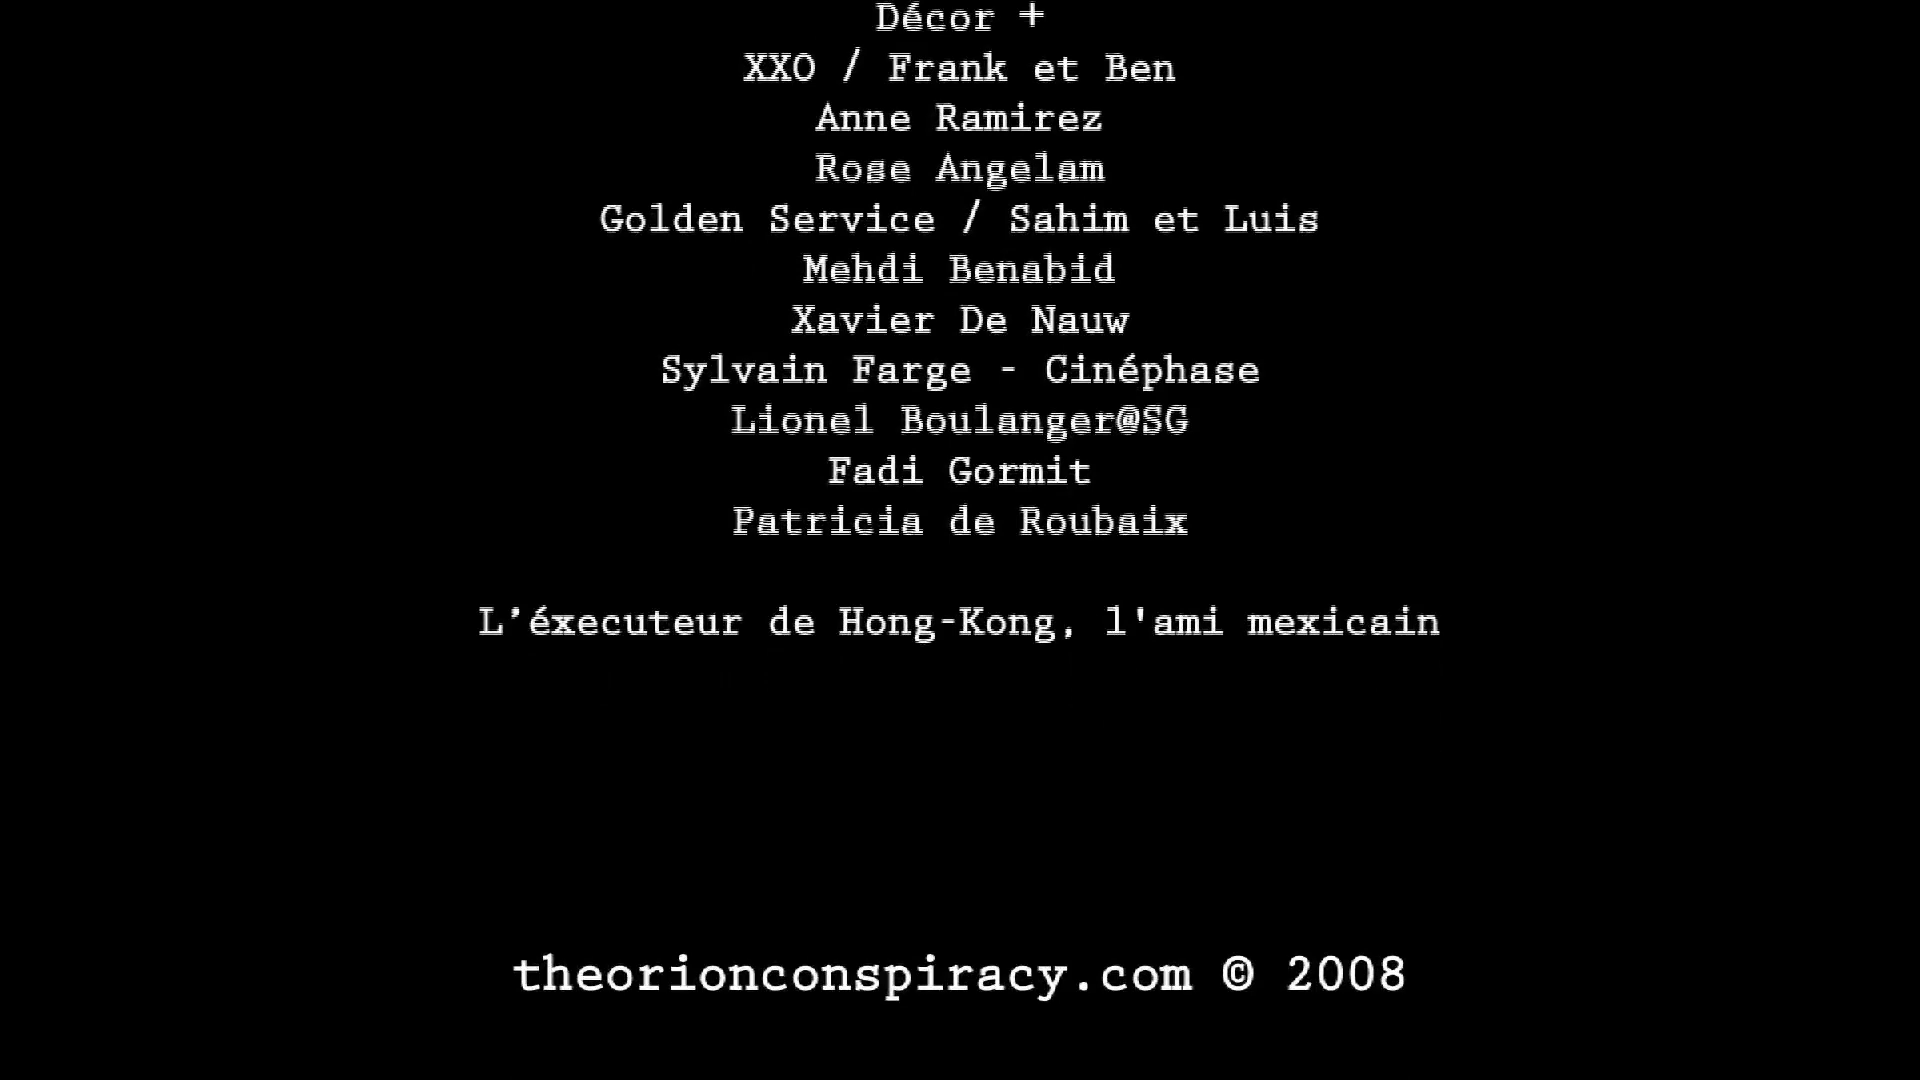 Décor +
XXO / Frank et Ben
Anne Ramirez
Rose Angelam
Golden Service / Sahim et Luis
Mehdi Benabid
Xavier De Nauw
Sylvain Farge - Cinéphase
Lionel Boulanger@SG
Fadi Gormit
Patricia de Roubaix
L’éxecuteur de Hong-Kong, l'ami mexicain
theorionconspiracy.com © 2008